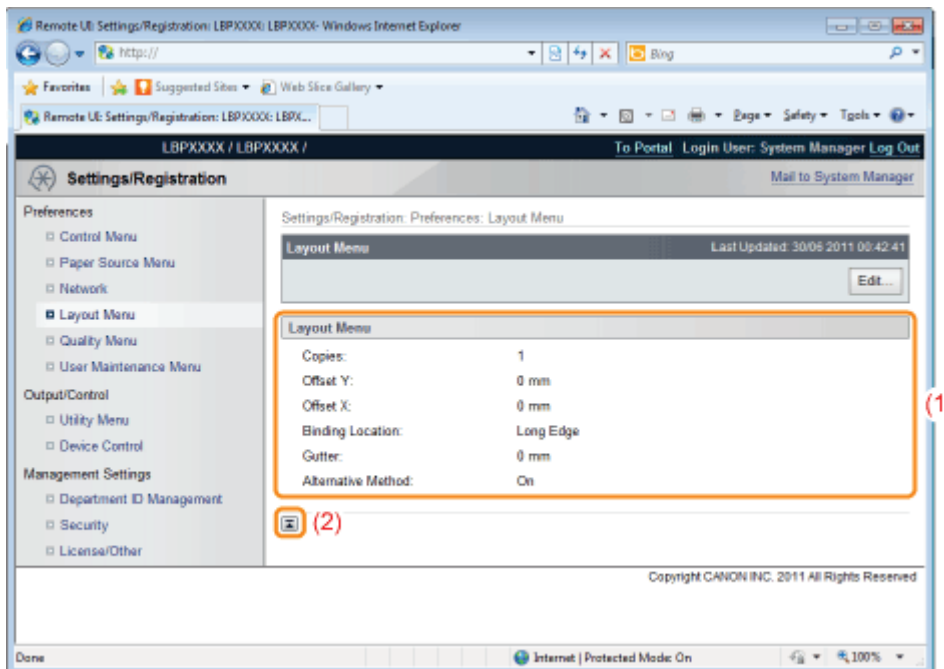 Remote UI: Settings/Registration: LBPXXXX: LBPXXXX- Windows Internet Explorer
http://
Bing
Favorites Suggested Sites Web Slice Gallery
Remote UI: Settings/Registration: LBPXXXX: LBPX... Page Safety Tools
LBPXXXX / LBPXXXX / To Portal Login User: System Manager Log Out
Settings/Registration Mail to System Manager
Preferences
Control Menu
Paper Source Menu
Network
Layout Menu
Quality Menu
User Maintenance Menu
Output/Control
Utility Menu
Device Control
Management Settings
Department ID Management
Security
License/Other
Settings/Registration: Preferences: Layout Menu
Layout Menu Last Updated: 30/06 2011 00:42:41
Edit...
Layout Menu
Copies: 1
Offset Y: 0 mm
Offset X: 0 mm
Binding Location: Long Edge
Gutter: 0 mm
Alternative Method: On
(1
(2)
Copyright CANON INC. 2011 All Rights Reserved
Done Internet | Protected Mode: On 100%